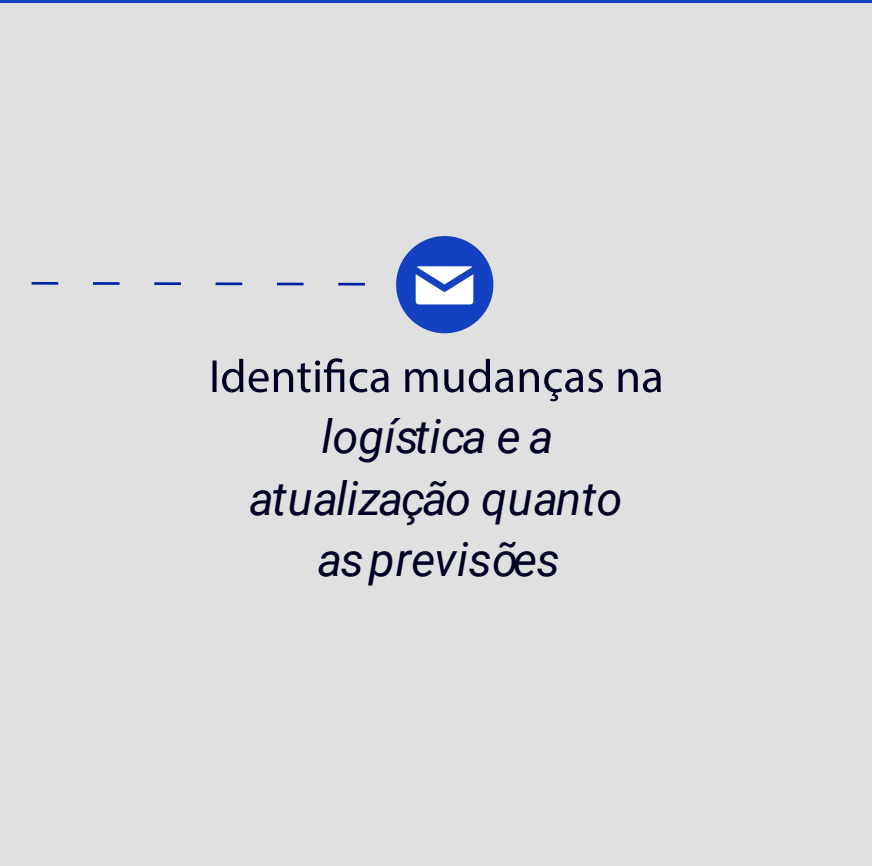 Identifica mudanças na
logística e a
atualização quanto
as previsões